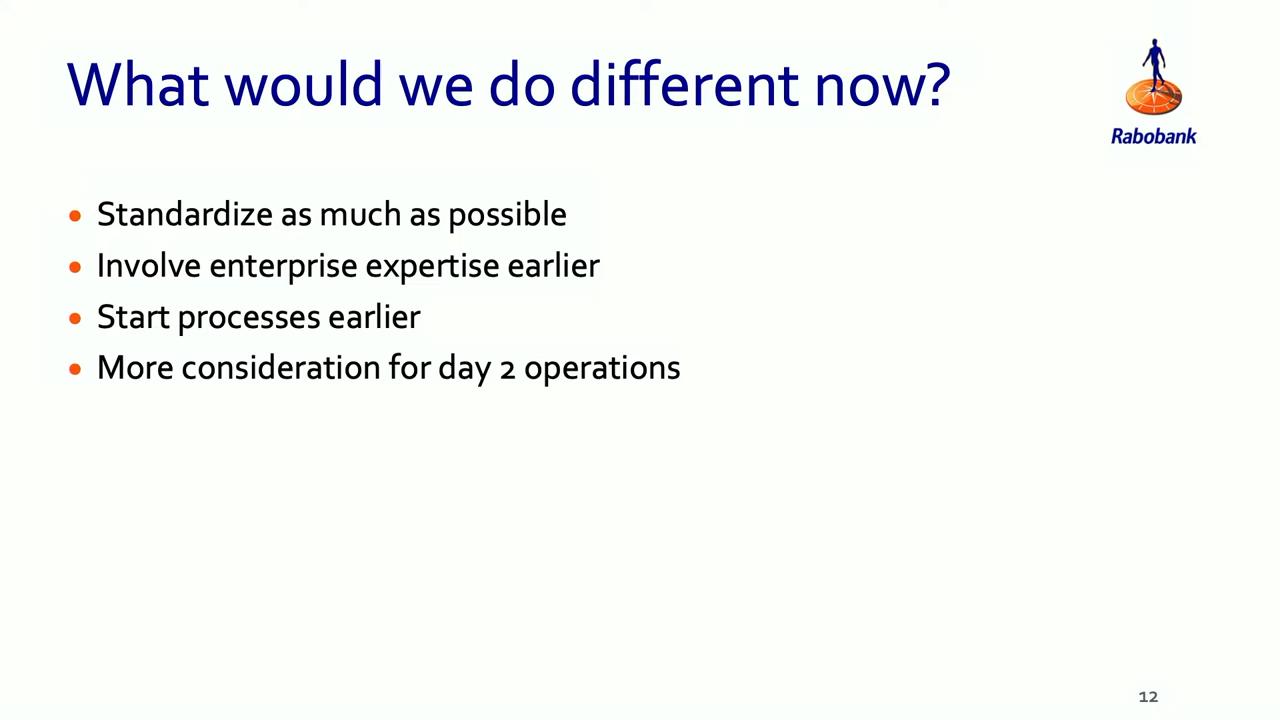 What would we do different now?
Rabobank
• Standardize as much as possible
• Involve enterprise expertise earlier
• Start processes earlier
• More consideration for day 2 operations
12